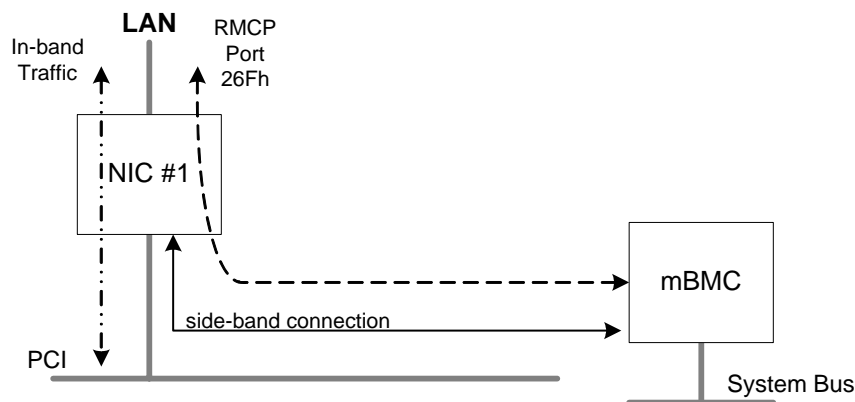 LAN
In-band
Traffic
RMCP
Port
26Fh
NIC #1
mBMC
side-band connection
PCI
System Bus